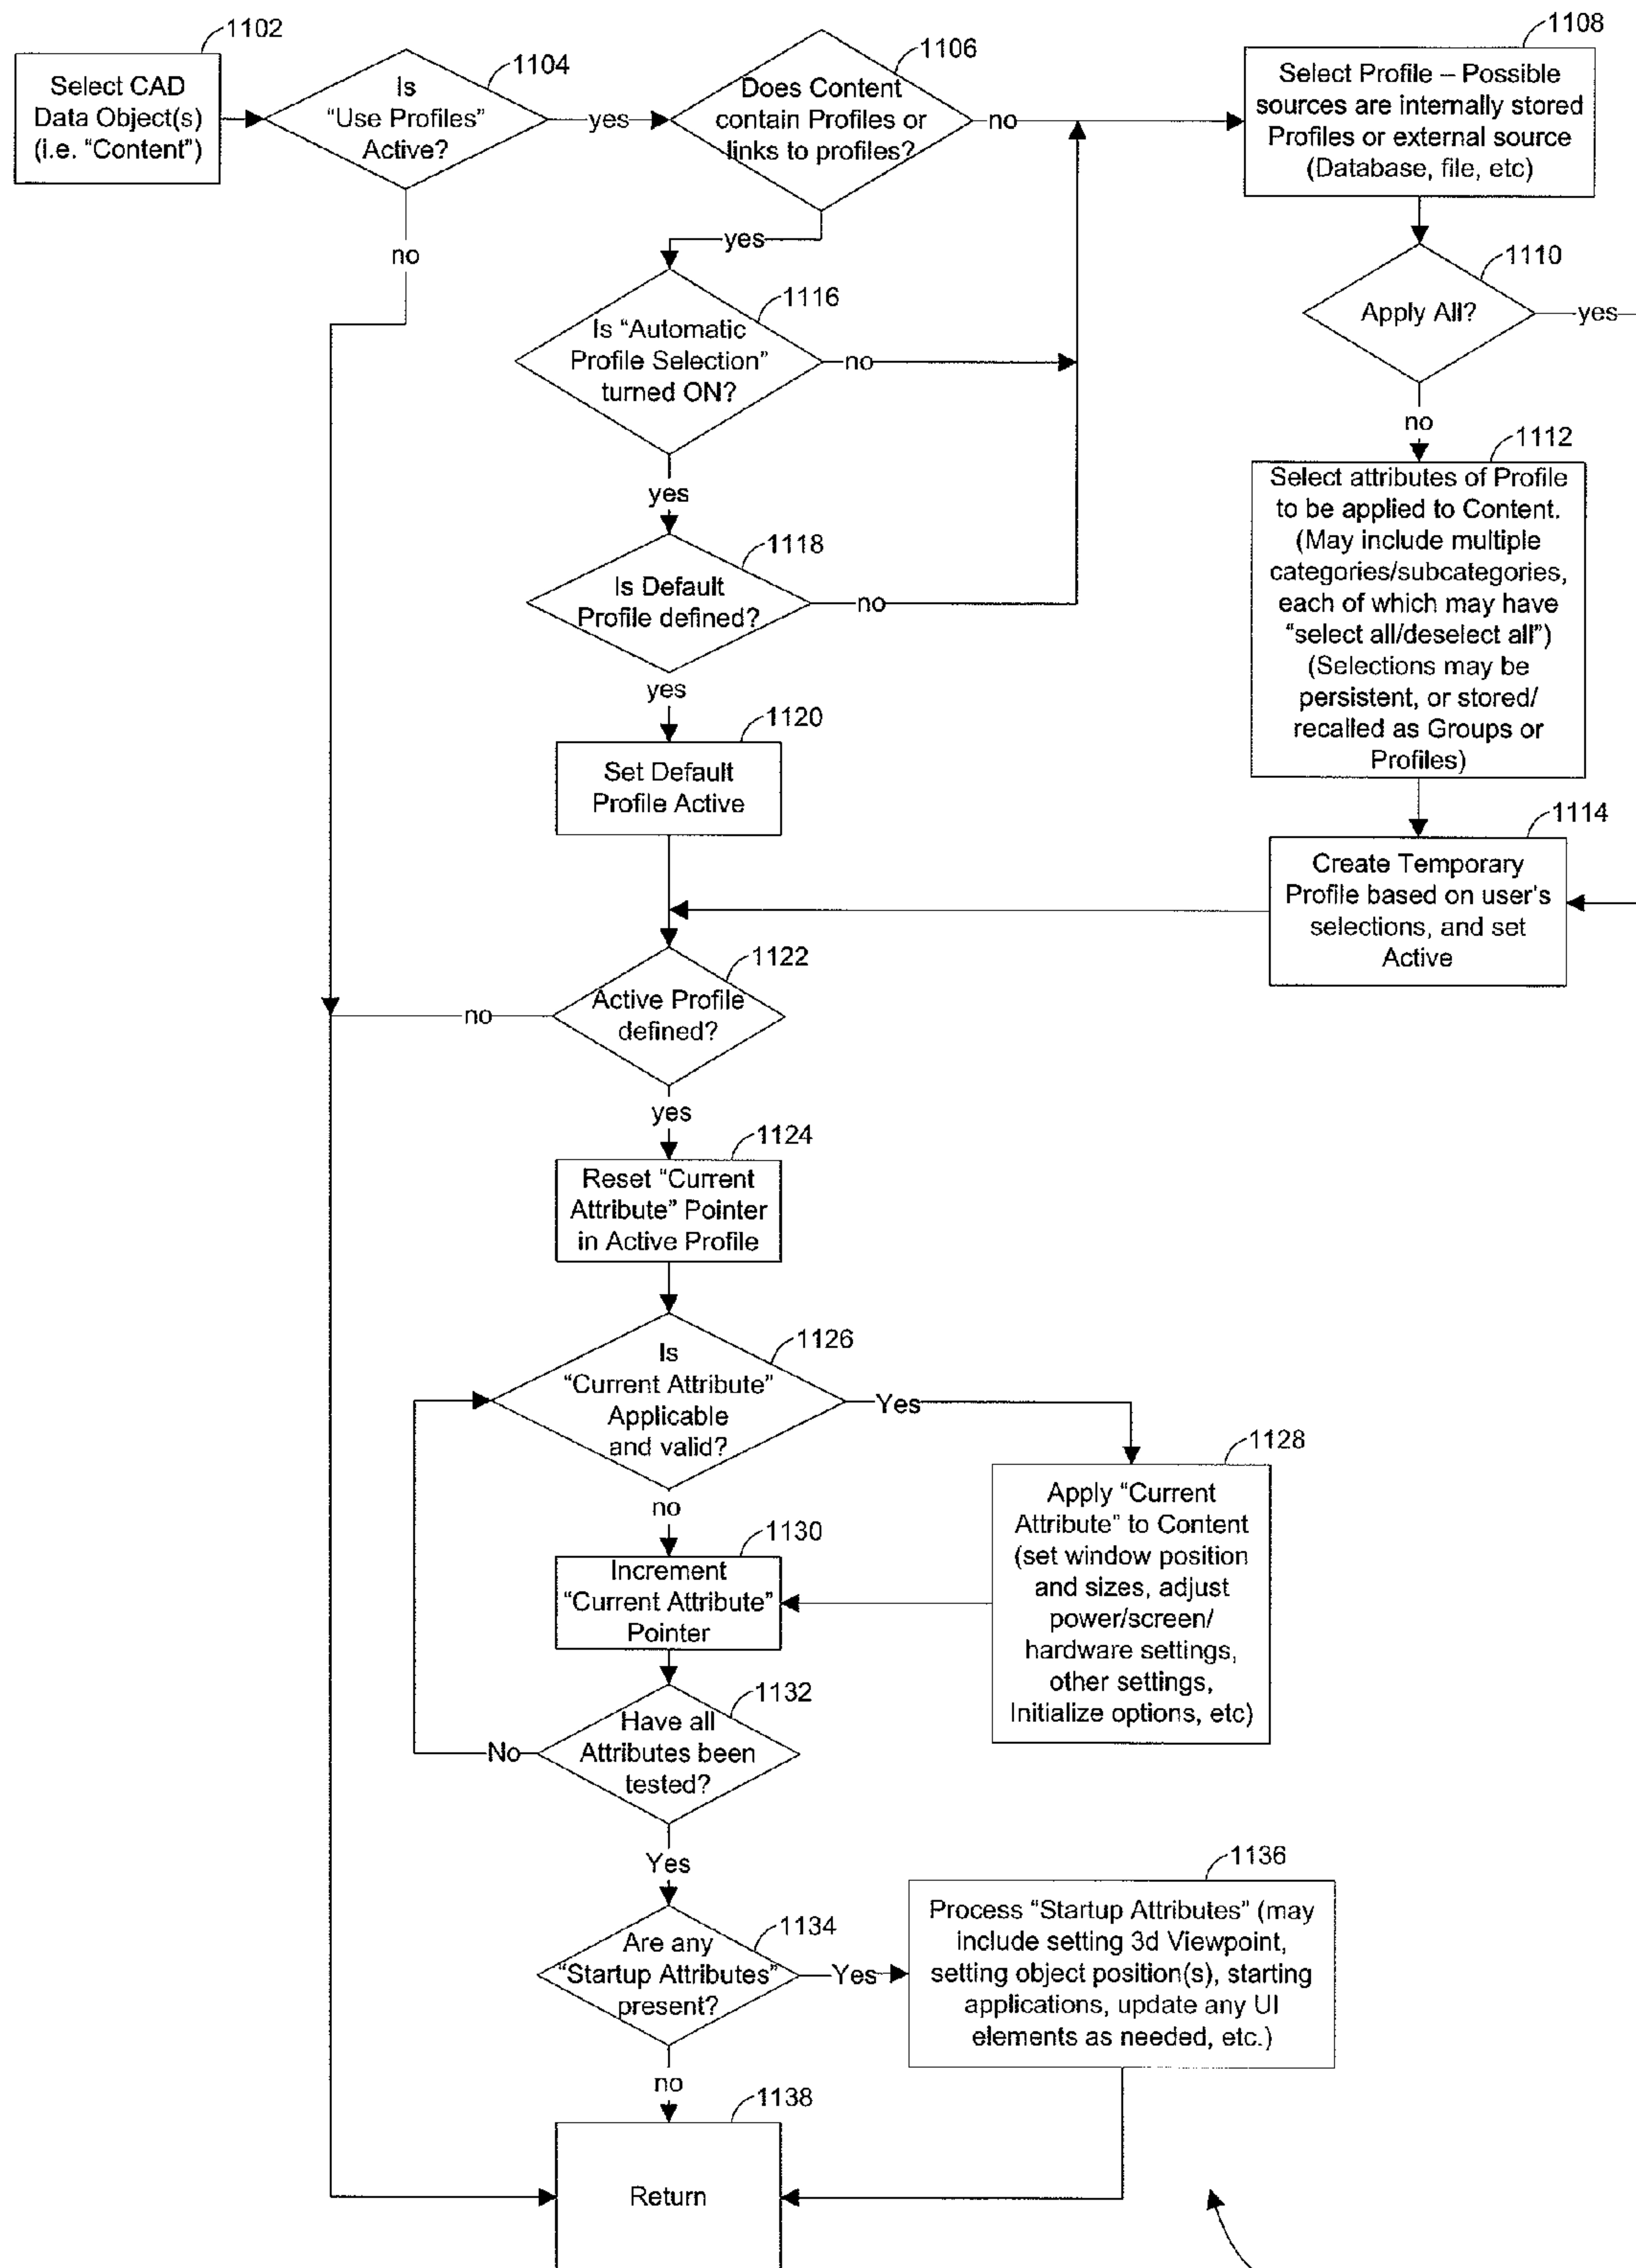 1102
Select CAD
Data Object(s)
(i.e. “Content”)
1104
Is
“Use Profiles”
Active?
yes
no
1106
Does Content
contain Profiles or
links to profiles?
no
yes
1108
Select Profile – Possible
sources are internally stored
Profiles or external source
(Database, file, etc)
1110
Apply All?
yes
no
1112
Select attributes of Profile
to be applied to Content.
(May include multiple
categories/subcategories,
each of which may have
“select all/deselect all”)
(Selections may be
persistent, or stored/
recalled as Groups or
Profiles)
1114
Create Temporary
Profile based on user's
selections, and set
Active
1116
Is “Automatic
Profile Selection”
turned ON?
no
yes
1118
Is Default
Profile defined?
no
yes
1120
Set Default
Profile Active
1122
Active Profile
defined?
no
yes
1124
Reset “Current
Attribute” Pointer
in Active Profile
1126
Is
“Current Attribute”
Applicable
and valid?
Yes
no
1128
Apply “Current
Attribute” to Content
(set window position
and sizes, adjust
power/screen/
hardware settings,
other settings,
Initialize options, etc)
1130
Increment
“Current Attribute”
Pointer
1132
Have all
Attributes been
tested?
No
Yes
1134
Are any
“Startup Attributes”
present?
Yes
no
1136
Process “Startup Attributes” (may
include setting 3d Viewpoint,
setting object position(s), starting
applications, update any UI
elements as needed, etc.)
1138
Return